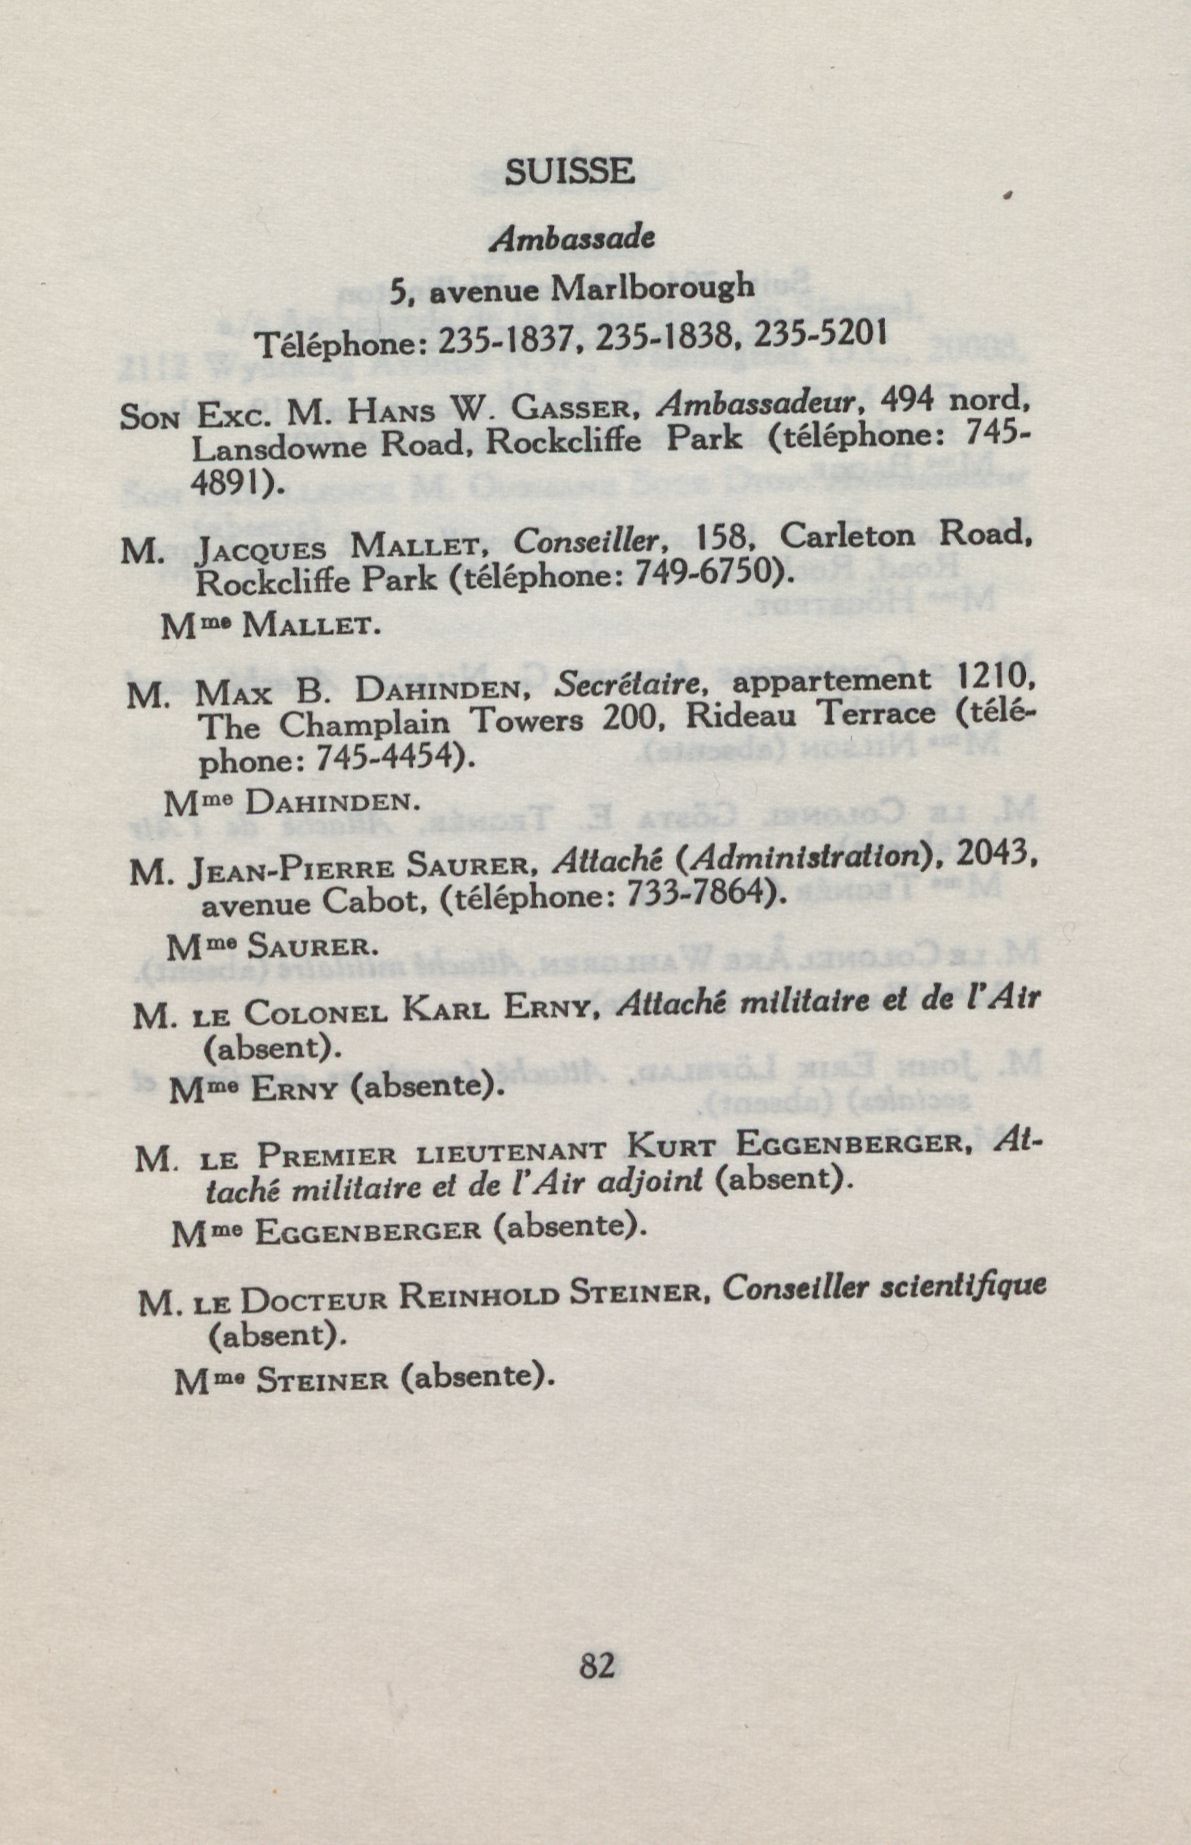 SUISSE
Ambassade
5, avenue Marlborough
Téléphone: 235-1837, 235-1838, 235-5201
SON EXC. M. HANS W. GASSER, Ambassadeur, 494 nord,
Lansdowne Road, Rockcliffe Park (téléphone: 745-
4891).
M. JACQUES MALLET, Conseiller, 158, Carleton Road,
Rockcliffe Park (téléphone: 749-6750).
Mme MALLET.
M. MAX B. DAHINDEN, Secrétaire, appartement 1210,
The Champlain Towers 200, Rideau Terrace (télé-
phone: 745-4454).
Mme DAHINDEN.
M. JEAN-PIERRE SAURER, Attaché (Administration), 2043,
avenue Cabot, (téléphone: 733-7864).
Mme SAURER.
M. LE COLONEL KARL ERNY, Attaché militaire et de l'Air
(absent).
Mme ERNY (absente).
M. LE PREMIER LIEUTENANT KURT EGGENBERGER, At-
taché militaire et de l'Air adjoint (absent).
Mme EGGENBERGER (absente).
M. LE DOCTEUR REINHOLD STEINER, Conseiller scientifique
(absent).
Mme STEINER (absente).
82